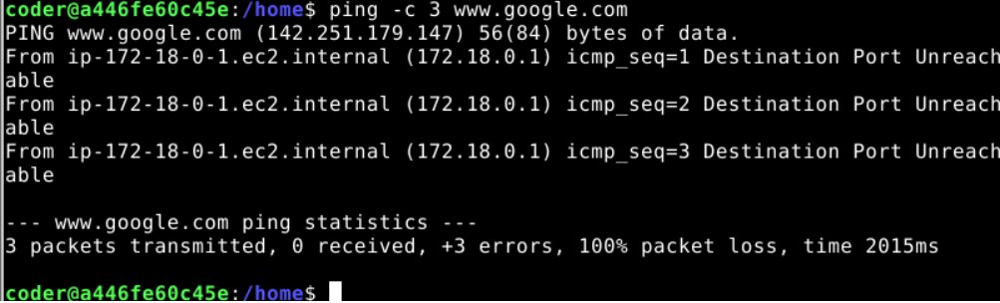 coder@a446fe60c45e:/home$ ping -c 3 www.google.com
PING www.google.com (142.251.179.147) 56(84) bytes of data.
From ip-172-18-0-1.ec2.internal (172.18.0.1) icmp_seq=1 Destination Port Unreach
able
From ip-172-18-0-1.ec2.internal (172.18.0.1) icmp_seq=2 Destination Port Unreach
able
From ip-172-18-0-1.ec2.internal (172.18.0.1) icmp_seq=3 Destination Port Unreach
able

--- www.google.com ping statistics ---
3 packets transmitted, 0 received, +3 errors, 100% packet loss, time 2015ms

coder@a446fe60c45e:/home$